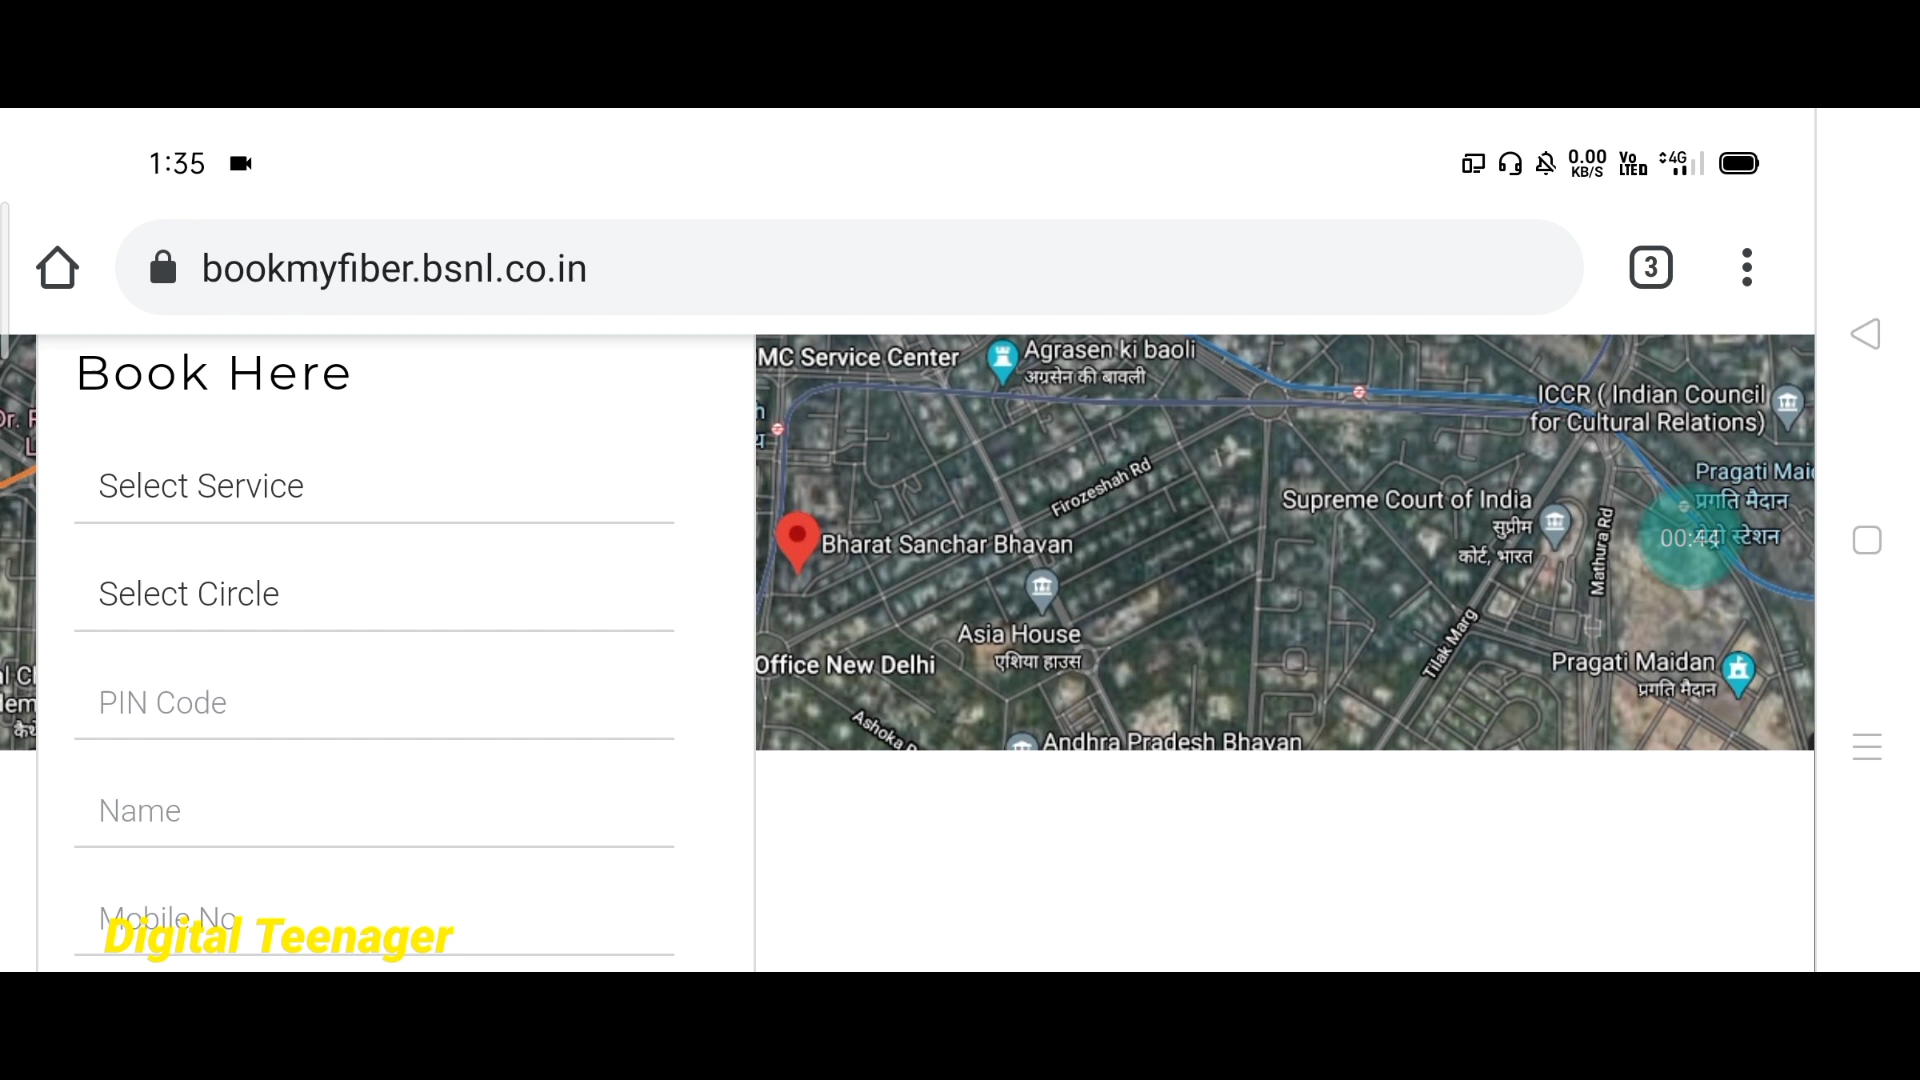 1:35
0.00
KB/S
Vo
LTE
4G
bookmyfiber.bsnl.co.in
3
Book Here
Select Service
Select Circle
PIN Code
Name
Mobile No
Digital Teenager
MC Service Center
Agrasen ki baoli
अग्रसेन की बावली
ICCR ( Indian Council
for Cultural Relations)
Firozeshah Rd
Supreme Court of India
सुप्रीम
कोर्ट, भारत
Mathura Rd
Pragati Mai
प्रगति मैदान
स्टेशन
00:44
Bharat Sanchar Bhavan
Asia House
एशिया हाउस
Office New Delhi
Tilak Marg
Pragati Maidan
प्रगति मैदान
Ashoka
Andhra Pradesh Bhavan